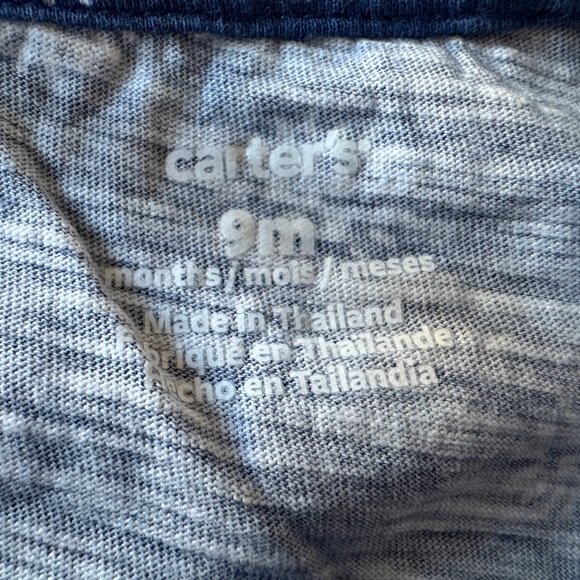 carter's
9m
months/mois/meses
Made in Thailand
Fabriqué en Thaïlande
Hecho en Tailandia